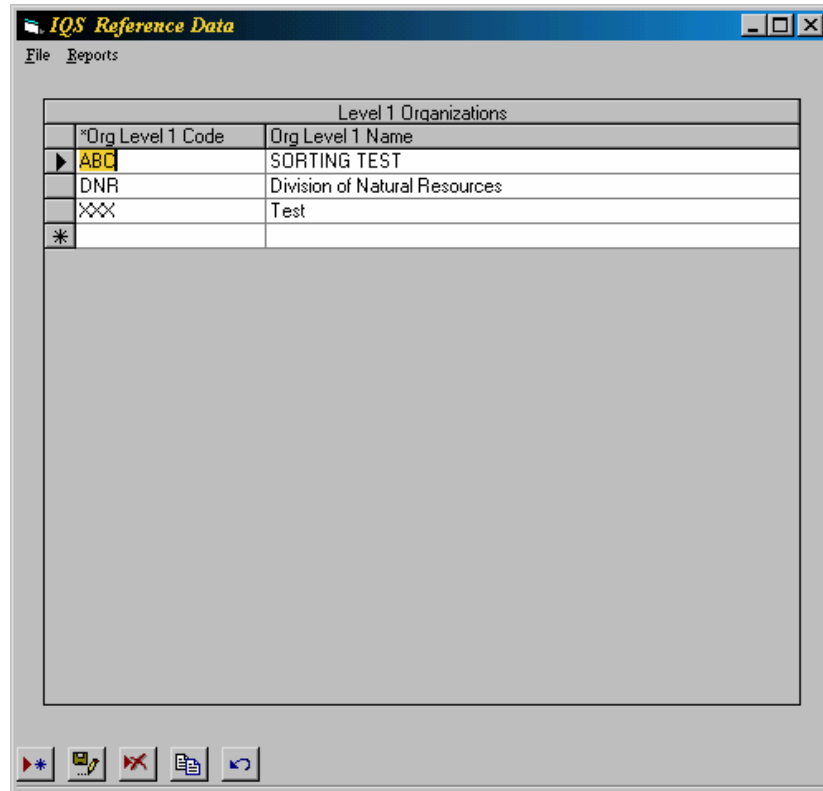 IQS Reference Data
File Reports
Level 1 Organizations
*Org Level 1 Code Org Level 1 Name
ABC SORTING TEST
DNR Division of Natural Resources
XXX Test
*